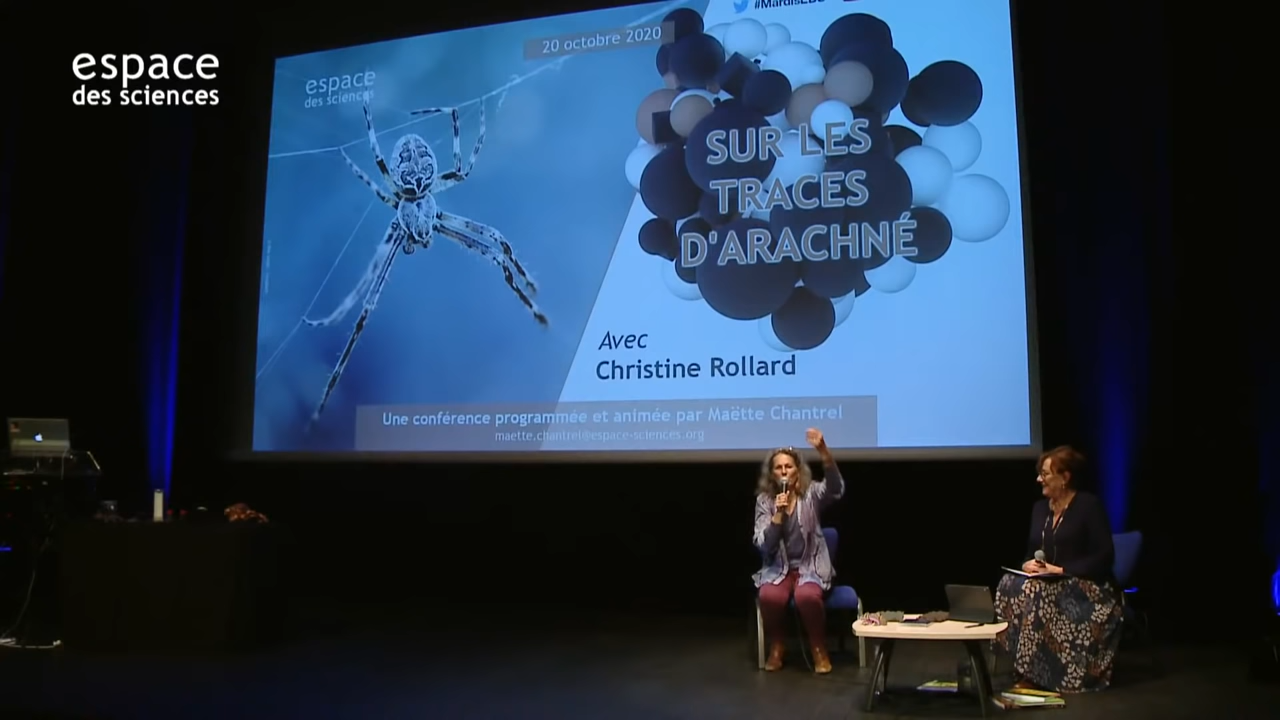 espace
des sciences
#MardisEDS
20 octobre 2020
espace
des sciences
SUR LES
TRACES
D'ARACHNÉ
Avec
Christine Rollard
Une conférence programmée et animée par Maëtte Chantrel
maette.chantrel@espace-sciences.org